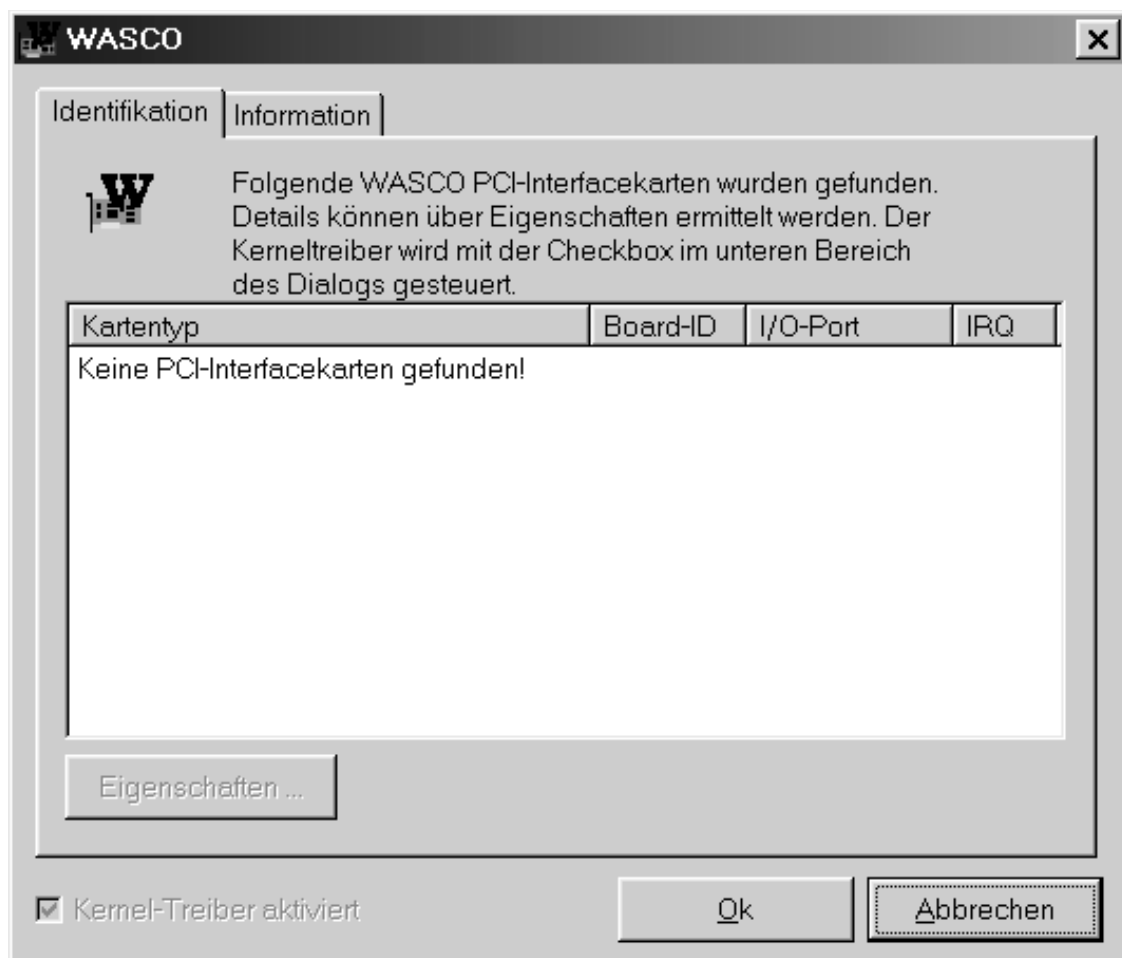 WASCO
Identifikation
Information
Folgende WASCO PCI-Interfacekarten wurden gefunden.
Details können über Eigenschaften ermittelt werden. Der
Kerneltreiber wird mit der Checkbox im unteren Bereich
des Dialogs gesteuert.
Kartentyp Board-ID I/O-Port IRQ
Keine PCI-Interfacekarten gefunden!
Eigenschaften ...
Kernel-Treiber aktiviert
Ok
Abbrechen